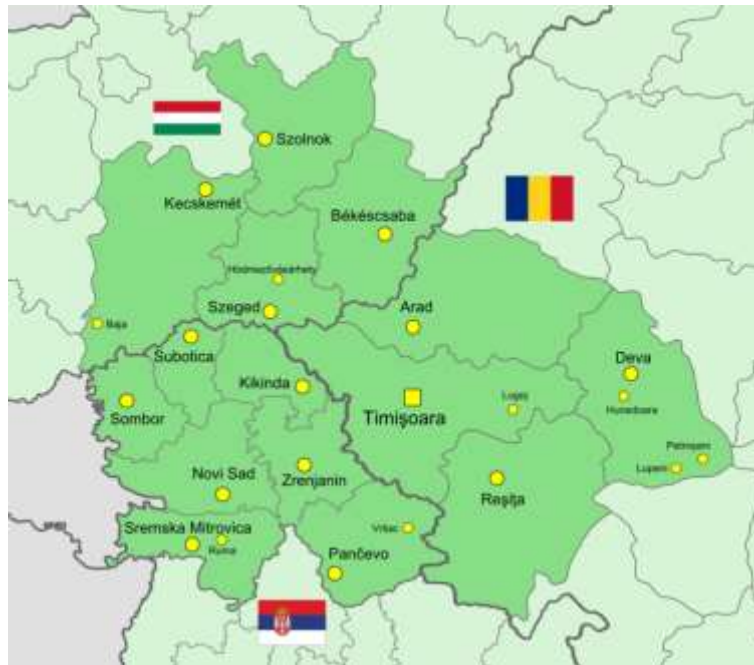 Szolnok
Kecskemét
Békéscsaba
Hódmezővásárhely
Szeged
Arad
Baja
Subotica
Deva
Kikinda
Sombor
Timişoara
Lugoj
Hunedoara
Novi Sad
Zrenjanin
Reşiţa
Petroşani
Lupeni
Sremska Mitrovica
Ruma
Vršac
Pančevo